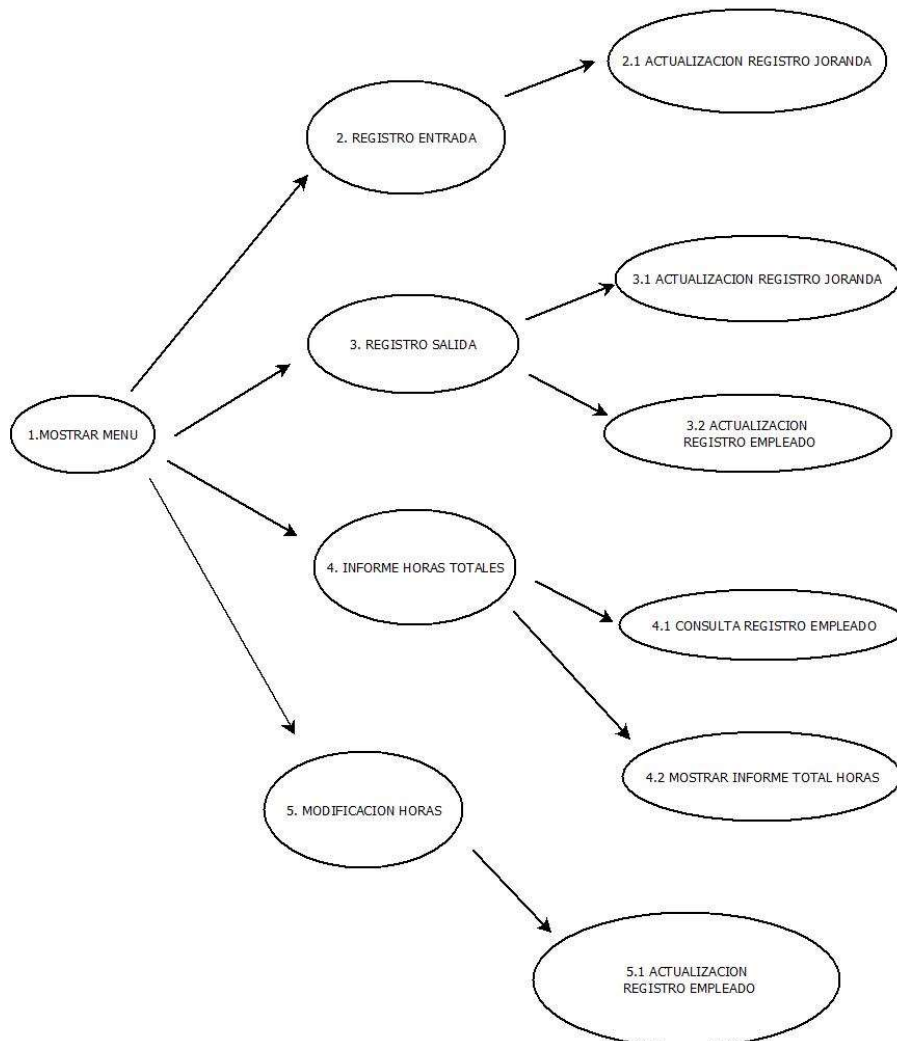 2.1 ACTUALIZACION REGISTRO JORANDA
2. REGISTRO ENTRADA
3.1 ACTUALIZACION REGISTRO JORANDA
3. REGISTRO SALIDA
3.2 ACTUALIZACION
REGISTRO EMPLEADO
1.MOSTRAR MENU
4. INFORME HORAS TOTALES
4.1 CONSULTA REGISTRO EMPLEADO
4.2 MOSTRAR INFORME TOTAL HORAS
5. MODIFICACION HORAS
5.1 ACTUALIZACION
REGISTRO EMPLEADO